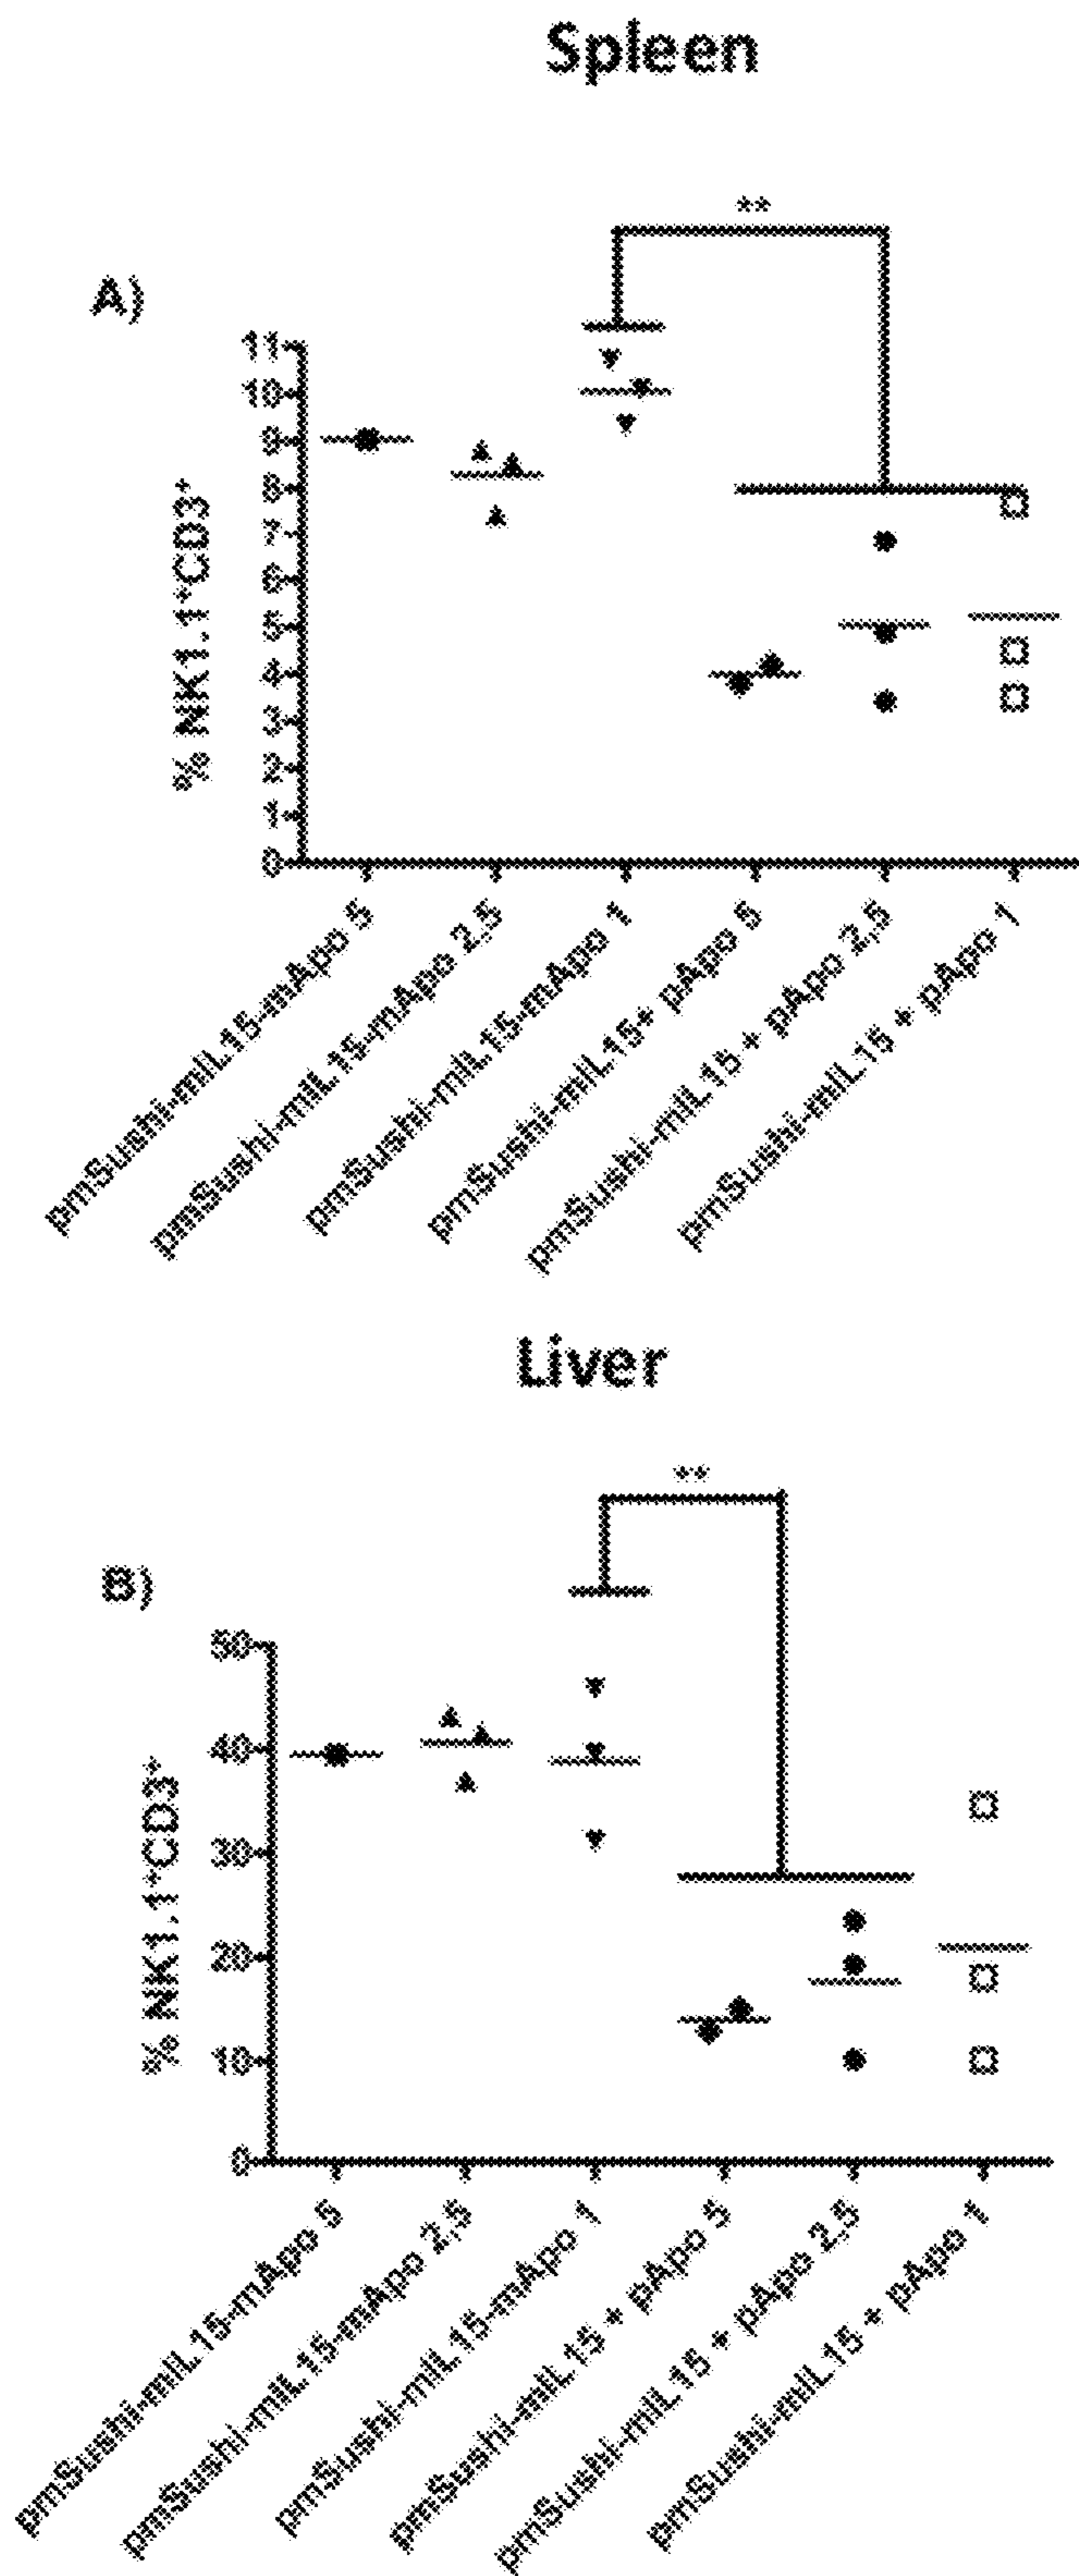 Spleen
**
A)
11
10
9
8
7
6
5
4
3
2
1
0
% NK1.1⁺CD3⁺
pmSushi-mIL15-mApo 5
pmSushi-mIL15-mApo 2,5
pmSushi-mIL15-mApo 1
pmSushi-mIL15+ pApo 5
pmSushi-mIL15 + pApo 2,5
pmSushi-mIL15 + pApo 1
Liver
**
B)
50
40
30
20
10
0
% NK1.1⁺CD3⁺
pmSushi-mIL15-mApo 5
pmSushi-mIL15-mApo 2,5
pmSushi-mIL15-mApo 1
pmSushi-mIL15 + pApo 5
pmSushi-mIL15 + pApo 2,5
pmSushi-mIL15 + pApo 1